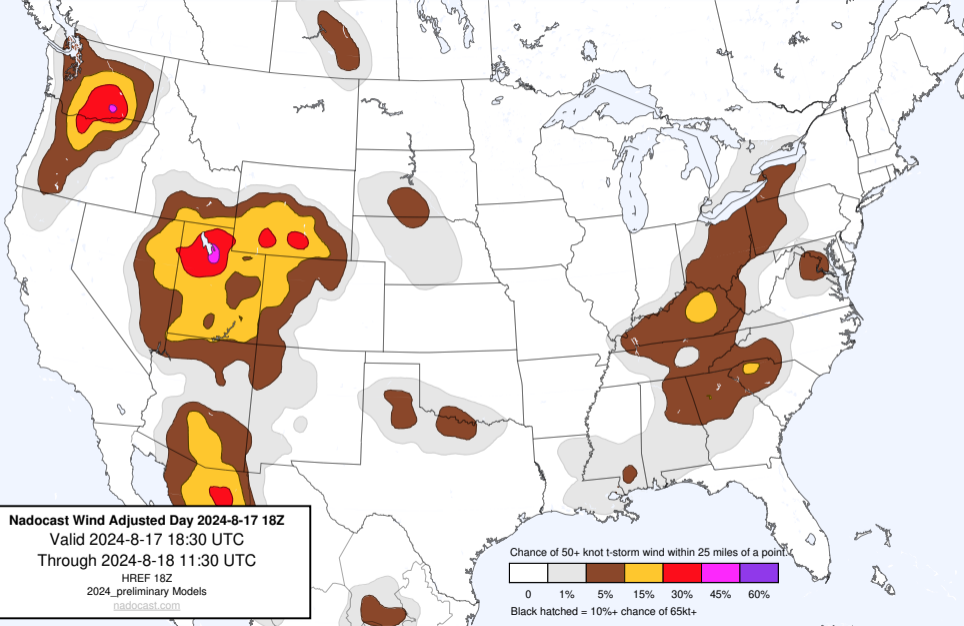 Nadocast Wind Adjusted Day 2024-8-17 18Z
Valid 2024-8-17 18:30 UTC
Through 2024-8-18 11:30 UTC
HREF 18Z
2024_preliminary Models
nadocast.com
Chance of 50+ knot t-storm wind within 25 miles of a point.
0 1% 5% 15% 30% 45% 60%
Black hatched = 10%+ chance of 65kt+